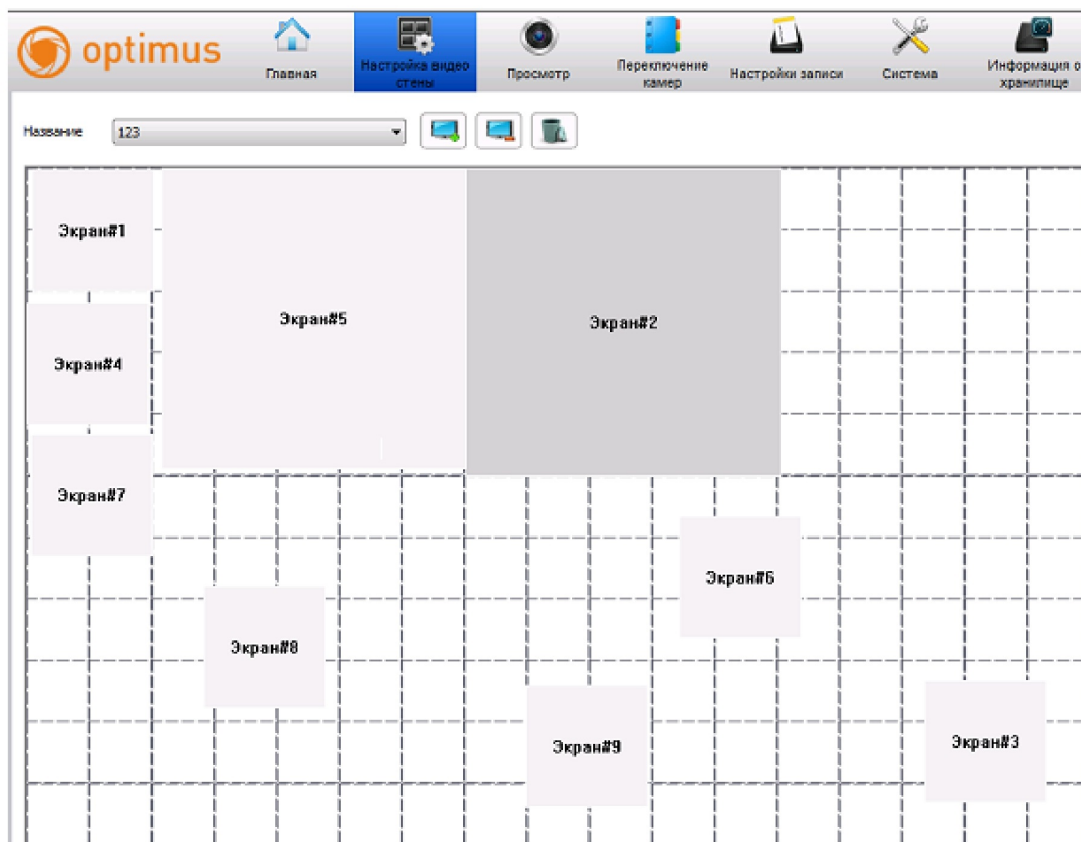 optimus
Главная
Настройка видео
стены
Просмотр
Переключение
камер
Настройки записи
Система
Информация о
хранилище
Название
123
Экран#1
Экран#5
Экран#2
Экран#4
Экран#7
Экран#6
Экран#8
Экран#9
Экран#3